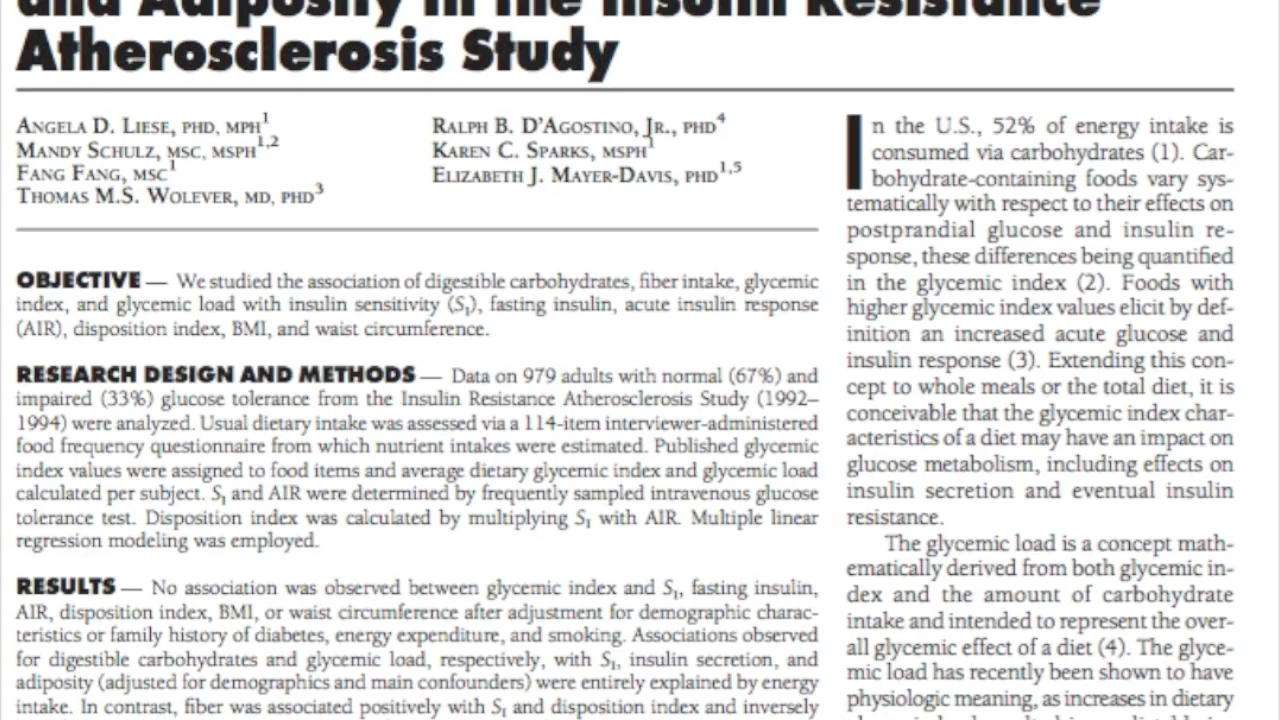 and Adiposity in the Insulin Resistance
Atherosclerosis Study
ANGELA D. LIESE, PHD, MPH1
MANDY SCHULZ, MSC, MSPH1,2
FANG FANG, MSC1
THOMAS M.S. WOLEVER, MD, PHD3
RALPH B. D'AGOSTINO, JR., PHD4
KAREN C. SPARKS, MSPH1
ELIZABETH J. MAYER-DAVIS, PHD1,5
OBJECTIVE — We studied the association of digestible carbohydrates, fiber intake, glycemic
index, and glycemic load with insulin sensitivity (SI), fasting insulin, acute insulin response
(AIR), disposition index, BMI, and waist circumference.
RESEARCH DESIGN AND METHODS — Data on 979 adults with normal (67%) and
impaired (33%) glucose tolerance from the Insulin Resistance Atherosclerosis Study (1992–
1994) were analyzed. Usual dietary intake was assessed via a 114-item interviewer-administered
food frequency questionnaire from which nutrient intakes were estimated. Published glycemic
index values were assigned to food items and average dietary glycemic index and glycemic load
calculated per subject. SI and AIR were determined by frequently sampled intravenous glucose
tolerance test. Disposition index was calculated by multiplying SI with AIR. Multiple linear
regression modeling was employed.
RESULTS — No association was observed between glycemic index and SI, fasting insulin,
AIR, disposition index, BMI, or waist circumference after adjustment for demographic charac-
teristics or family history of diabetes, energy expenditure, and smoking. Associations observed
for digestible carbohydrates and glycemic load, respectively, with SI, insulin secretion, and
adiposity (adjusted for demographics and main confounders) were entirely explained by energy
intake. In contrast, fiber was associated positively with SI and disposition index and inversely
In the U.S., 52% of energy intake is
consumed via carbohydrates (1). Car-
bohydrate-containing foods vary sys-
tematically with respect to their effects on
postprandial glucose and insulin re-
sponse, these differences being quantified
in the glycemic index (2). Foods with
higher glycemic index values elicit by def-
inition an increased acute glucose and
insulin response (3). Extending this con-
cept to whole meals or the total diet, it is
conceivable that the glycemic index char-
acteristics of a diet may have an impact on
glucose metabolism, including effects on
insulin secretion and eventual insulin
resistance.
The glycemic load is a concept math-
ematically derived from both glycemic in-
dex and the amount of carbohydrate
intake and intended to represent the over-
all glycemic effect of a diet (4). The glyce-
mic load has recently been shown to have
physiologic meaning, as increases in dietary